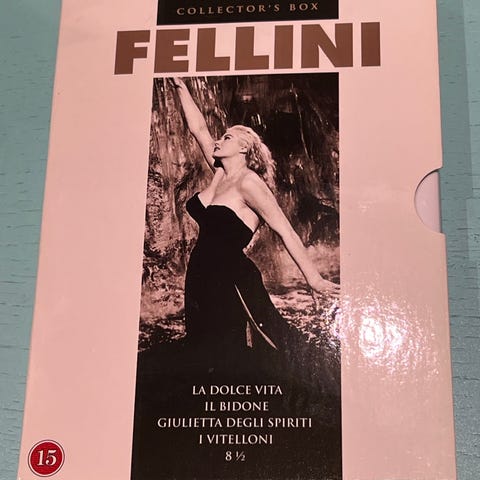 COLLECTOR'S BOX
FELLINI
LA DOLCE VITA
IL BIDONE
GIULIETTA DEGLI SPIRITI
I VITELLONI
8 ½
15